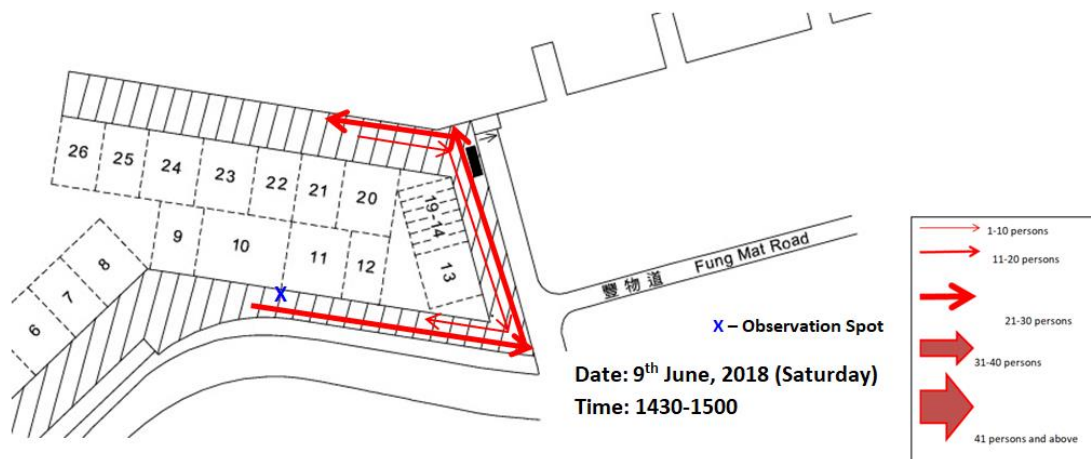 26
25
24
23
22
21
20
19-14
9
10
11
12
13
8
7
6
豐物道 Fung Mat Road
X – Observation Spot
Date: 9th June, 2018 (Saturday)
Time: 1430-1500
1-10 persons
11-20 persons
21-30 persons
31-40 persons
41 persons and above